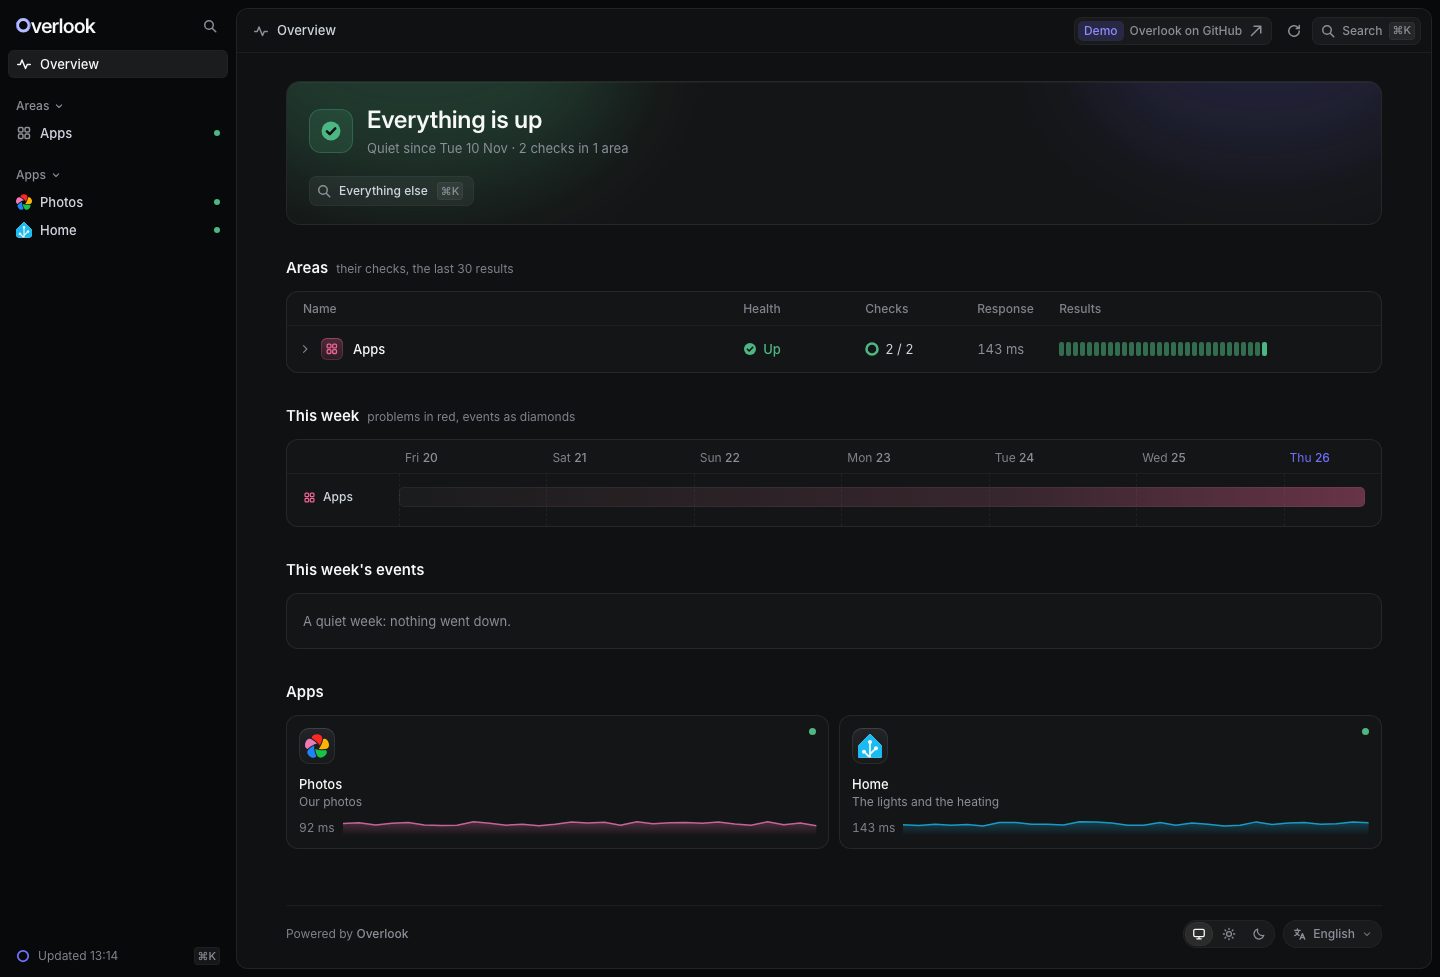 Overlook
Overview
Areas
Apps
Apps
Photos
Home
Updated 13:14 ⌘K
Overview
Demo Overlook on GitHub
Search ⌘K
Everything is up
Quiet since Tue 10 Nov · 2 checks in 1 area
Everything else ⌘K
Areas their checks, the last 30 results
Name Health Checks Response Results
Apps Up 2 / 2 143 ms
This week problems in red, events as diamonds
Fri 20 Sat 21 Sun 22 Mon 23 Tue 24 Wed 25 Thu 26
Apps
This week's events
A quiet week: nothing went down.
Apps
Photos
Our photos
92 ms
Home
The lights and the heating
143 ms
Powered by Overlook
English